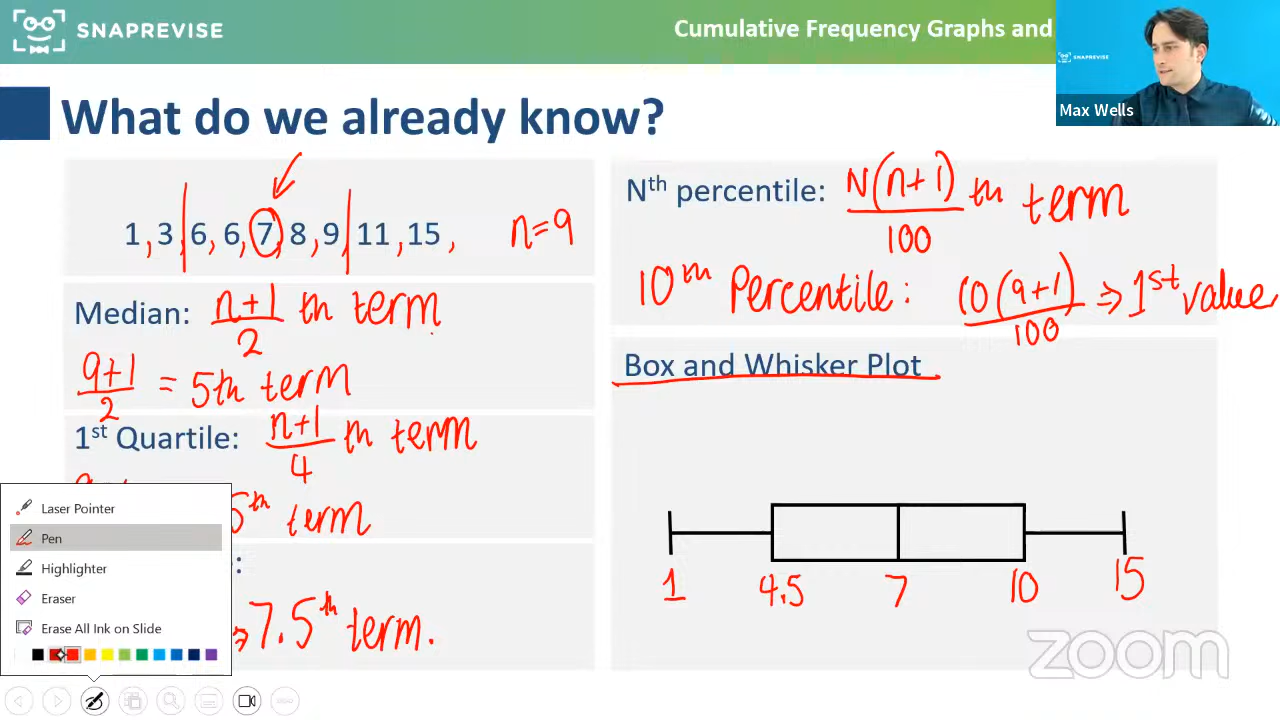 SNAPREVISE
Cumulative Frequency Graphs and
SNAPREVISE
Max Wells
What do we already know?
1, 3, 6, 6, 7, 8, 9, 11, 15, n=9
Median: n+1/2 th term
9+1/2 = 5th term
1st Quartile: n+1/4 th term
5th term
:
⇒ 7.5th term.
Nth percentile: N(n+1)/100 th term
10th Percentile: 10(9+1)/100 ⇒ 1st value
Box and Whisker Plot
1 4.5 7 10 15
Laser Pointer
Pen
Highlighter
Eraser
Erase All Ink on Slide
zoom